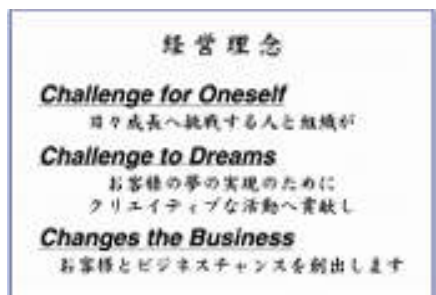 経営理念
Challenge for Oneself
日々成長へ挑戦する人と組織が
Challenge to Dreams
お客様の夢の実現のために
クリエイティブな活動へ貢献し
Changes the Business
お客様とビジネスチャンスを創出します